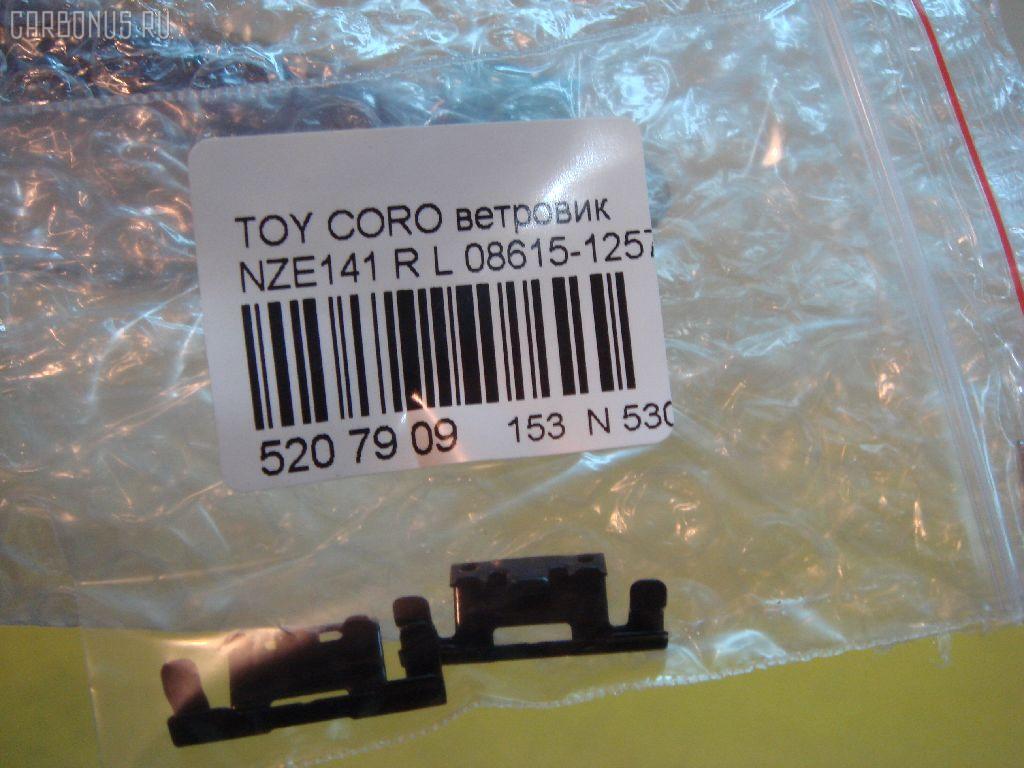 CARBONUS.RU
TOY CORO ветровик
NZE141 R L 08615-1257
520 79 09 153 N 530